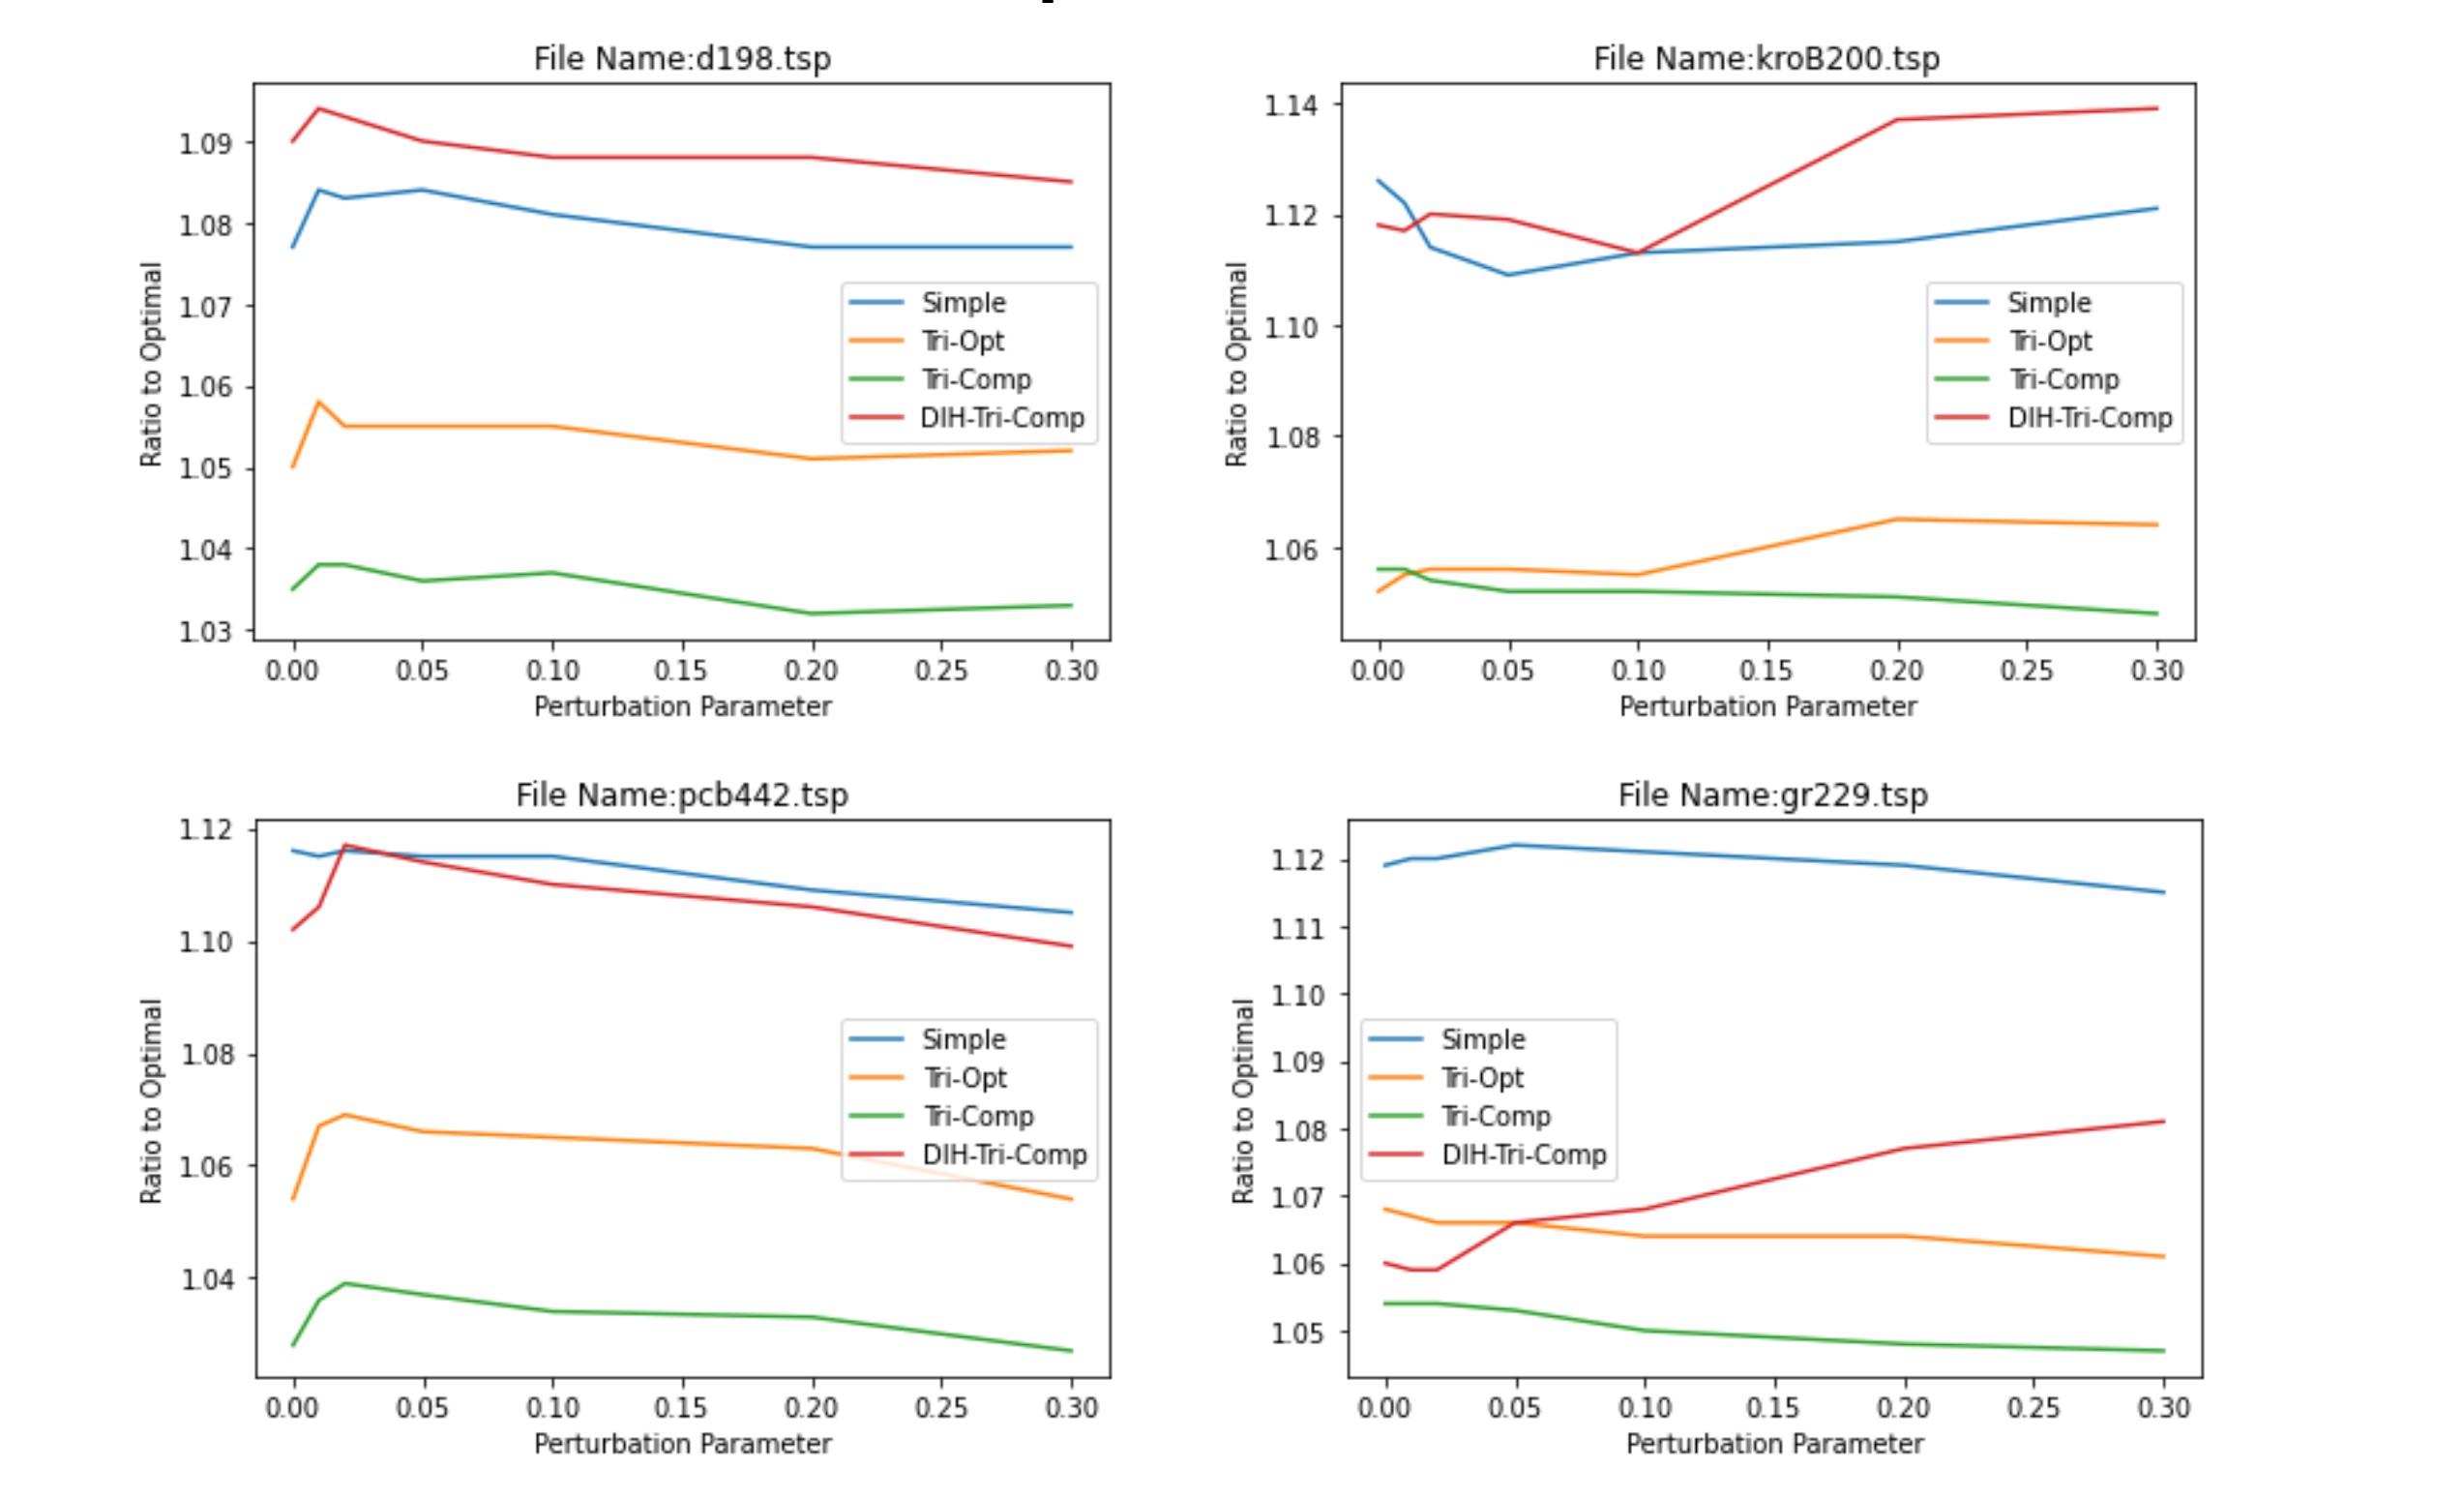 File Name:d198.tsp
1.09
1.08
1.07
1.06
1.05
1.04
1.03
Ratio to Optimal
Simple
Tri-Opt
Tri-Comp
DIH-Tri-Comp
0.00 0.05 0.10 0.15 0.20 0.25 0.30
Perturbation Parameter
File Name:kroB200.tsp
1.14
1.12
1.10
1.08
1.06
Ratio to Optimal
Simple
Tri-Opt
Tri-Comp
DIH-Tri-Comp
0.00 0.05 0.10 0.15 0.20 0.25 0.30
Perturbation Parameter
File Name:pcb442.tsp
1.12
1.10
1.08
1.06
1.04
Ratio to Optimal
Simple
Tri-Opt
Tri-Comp
DIH-Tri-Comp
0.00 0.05 0.10 0.15 0.20 0.25 0.30
Perturbation Parameter
File Name:gr229.tsp
1.12
1.11
1.10
1.09
1.08
1.07
1.06
1.05
Ratio to Optimal
Simple
Tri-Opt
Tri-Comp
DIH-Tri-Comp
0.00 0.05 0.10 0.15 0.20 0.25 0.30
Perturbation Parameter